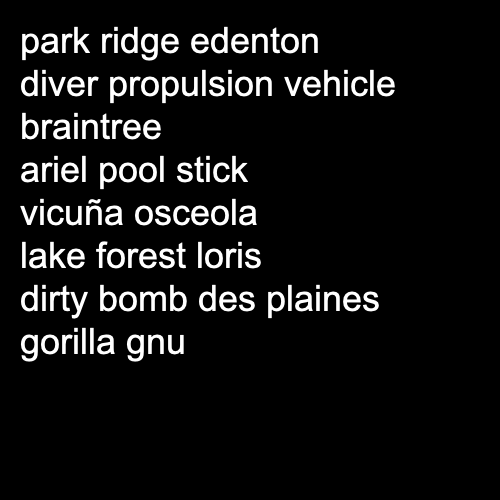 park ridge edenton
diver propulsion vehicle
braintree
ariel pool stick
vicuña osceola
lake forest loris
dirty bomb des plaines
gorilla gnu